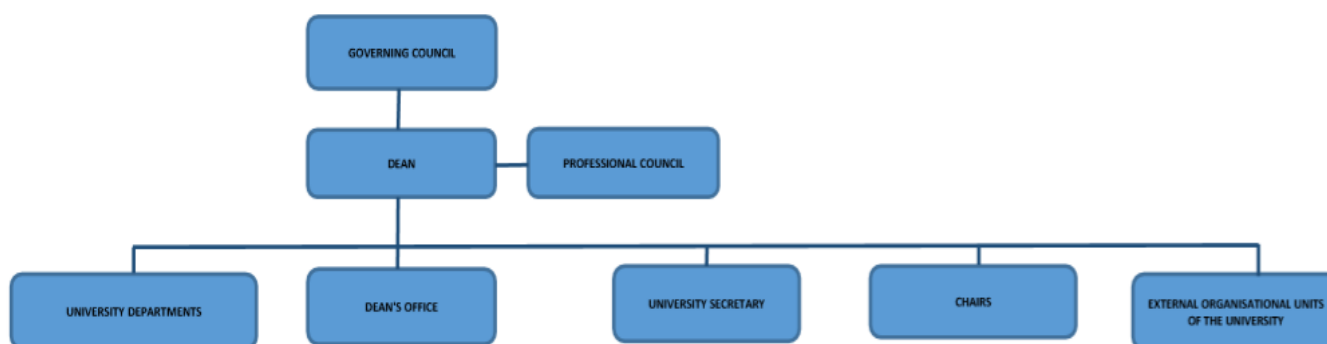 GOVERNING COUNCIL
DEAN
PROFESSIONAL COUNCIL
UNIVERSITY DEPARTMENTS
DEAN'S OFFICE
UNIVERSITY SECRETARY
CHAIRS
EXTERNAL ORGANISATIONAL UNITS
OF THE UNIVERSITY